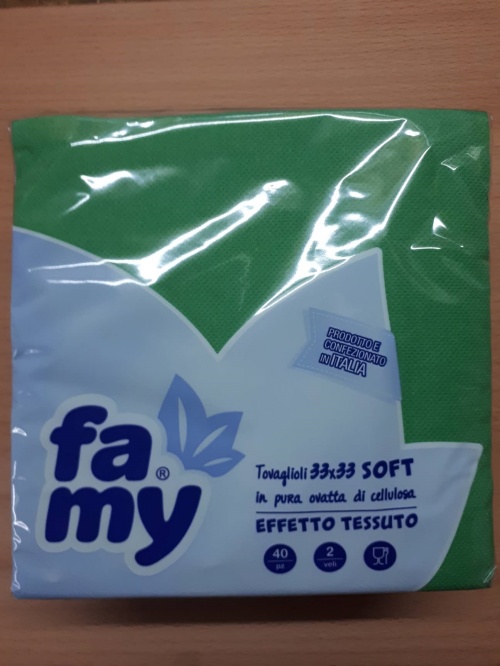 PRODOTTO E
CONFEZIONATO
IN ITALIA
fa
my®
Tovaglioli 33x33 SOFT
in pura ovatta di cellulosa
EFFETTO TESSUTO
40
pz
2
veli